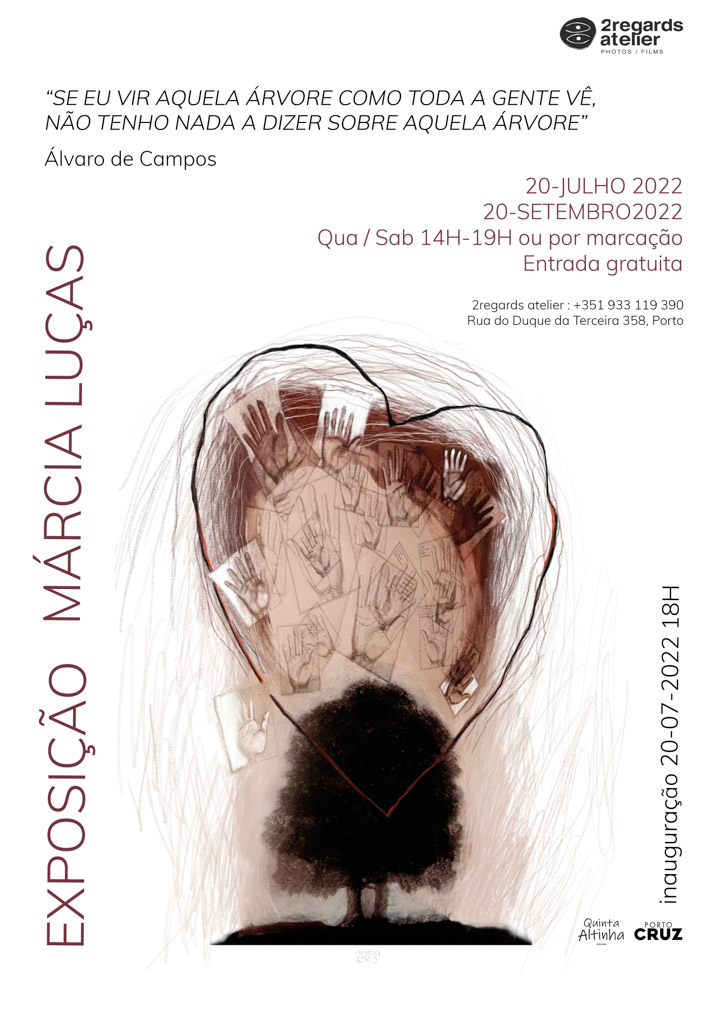 2regards
atelier
PHOTOS / FILMS
“SE EU VIR AQUELA ÁRVORE COMO TODA A GENTE VÊ,
NÃO TENHO NADA A DIZER SOBRE AQUELA ÁRVORE”
Álvaro de Campos
20-JULHO 2022
20-SETEMBRO2022
Qua / Sab 14H-19H ou por marcação
Entrada gratuita
2regards atelier : +351 933 119 390
Rua do Duque da Terceira 358, Porto
EXPOSIÇÃO MÁRCIA LUÇAS
inauguração 20-07-2022 18H
Quinta
Altinha
PORTO
CRUZ